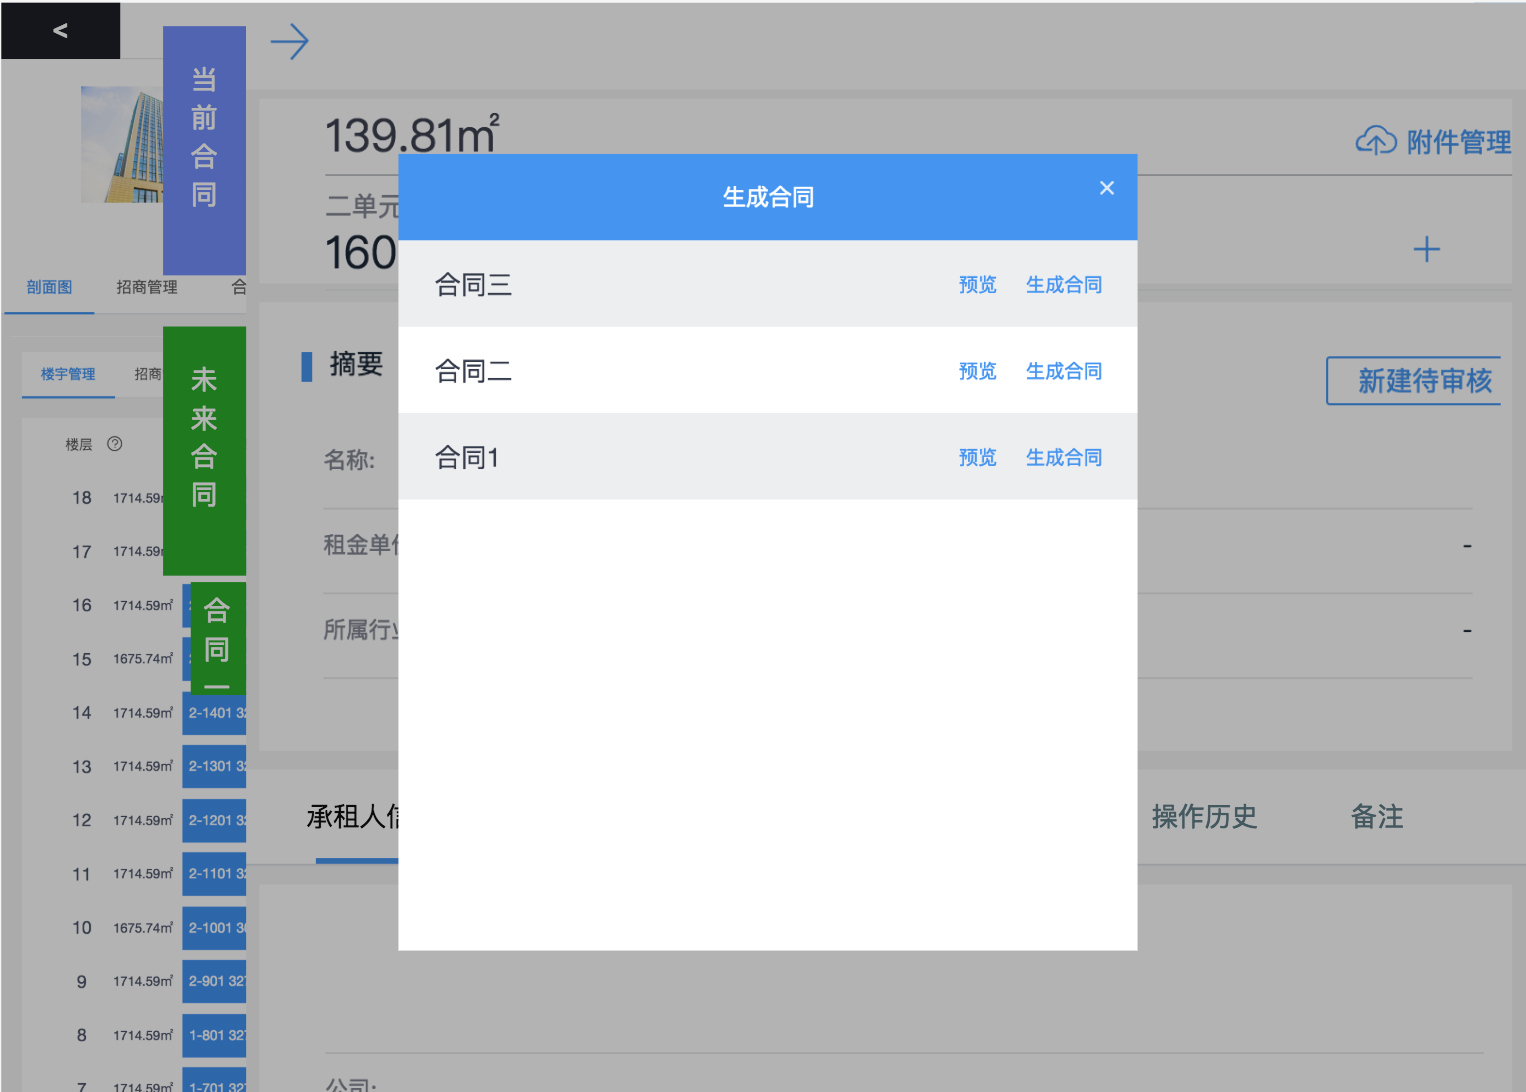 <
当前合同
139.81㎡
附件管理
二单元
160
生成合同
×
剖面图
招商管理
合
未来合同
楼宇管理
招商
摘要
新建待审核
合同三
预览
生成合同
合同二
预览
生成合同
合同1
预览
生成合同
名称:
租金单价
-
所属行业
-
楼层
18 1714.59㎡
17 1714.59㎡
16 1714.59㎡
15 1675.74㎡
合同一
14 1714.59㎡ 2-1401 32
13 1714.59㎡ 2-1301 32
12 1714.59㎡ 2-1201 32
11 1714.59㎡ 2-1101 32
10 1675.74㎡ 2-1001 30
9 1714.59㎡ 2-901 327
8 1714.59㎡ 1-801 327
7 1714.59㎡ 1-701 327
承租人信
操作历史
备注
公司: